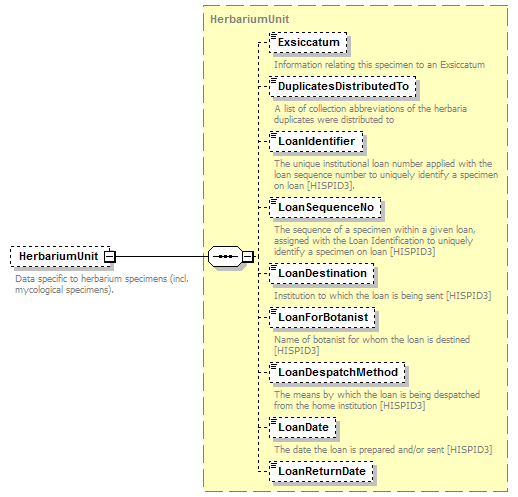 HerbariumUnit
Exsiccatum
Information relating this specimen to an Exsiccatum
DuplicatesDistributedTo
A list of collection abbreviations of the herbaria
duplicates were distributed to
LoanIdentifier
The unique institutional loan number applied with the
loan sequence number to uniquely identify a specimen
on loan [HISPID3].
LoanSequenceNo
The sequence of a specimen within a given loan,
assigned with the Loan Identification to uniquely
identify a specimen on loan [HISPID3]
HerbariumUnit
Data specific to herbarium specimens (incl.
mycological specimens).
LoanDestination
Institution to which the loan is being sent [HISPID3]
LoanForBotanist
Name of botanist for whom the loan is destined
[HISPID3]
LoanDespatchMethod
The means by which the loan is being despatched
from the home institution [HISPID3]
LoanDate
The date the loan is prepared and/or sent [HISPID3]
LoanReturnDate